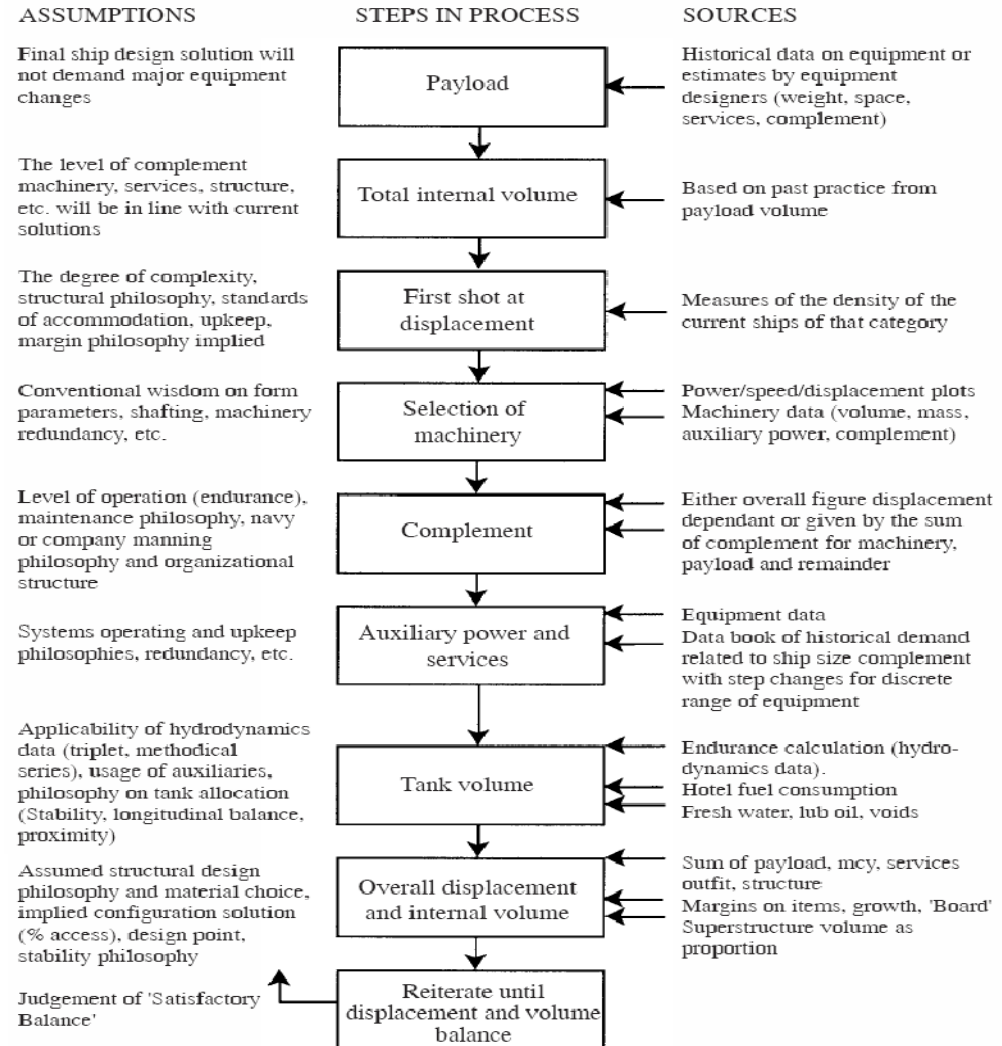 ASSUMPTIONS
STEPS IN PROCESS
SOURCES
Final ship design solution will
not demand major equipment
changes
Payload
Historical data on equipment or
estimates by equipment
designers (weight, space,
services, complement)
The level of complement
machinery, services, structure,
etc. will be in line with current
solutions
Total internal volume
Based on past practice from
payload volume
The degree of complexity,
structural philosophy, standards
of accommodation, upkeep,
margin philosophy implied
First shot at
displacement
Measures of the density of the
current ships of that category
Conventional wisdom on form
parameters, shafting, machinery
redundancy, etc.
Selection of
machinery
Power/speed/displacement plots
Machinery data (volume, mass,
auxiliary power, complement)
Level of operation (endurance),
maintenance philosophy, navy
or company manning
philosophy and organizational
structure
Complement
Either overall figure displacement
dependant or given by the sum
of complement for machinery,
payload and remainder
Systems operating and upkeep
philosophies, redundancy, etc.
Auxiliary power and
services
Equipment data
Data book of historical demand
related to ship size complement
with step changes for discrete
range of equipment
Applicability of hydrodynamics
data (triplet, methodical
series), usage of auxiliaries,
philosophy on tank allocation
(Stability, longitudinal balance,
proximity)
Tank volume
Endurance calculation (hydro-
dynamics data).
Hotel fuel consumption
Fresh water, lub oil, voids
Assumed structural design
philosophy and material choice,
implied configuration solution
(% access), design point,
stability philosophy
Overall displacement
and internal volume
Sum of payload, mcy, services
outfit, structure
Margins on items, growth, 'Board'
Superstructure volume as
proportion
Judgement of 'Satisfactory
Balance'
Reiterate until
displacement and volume
balance